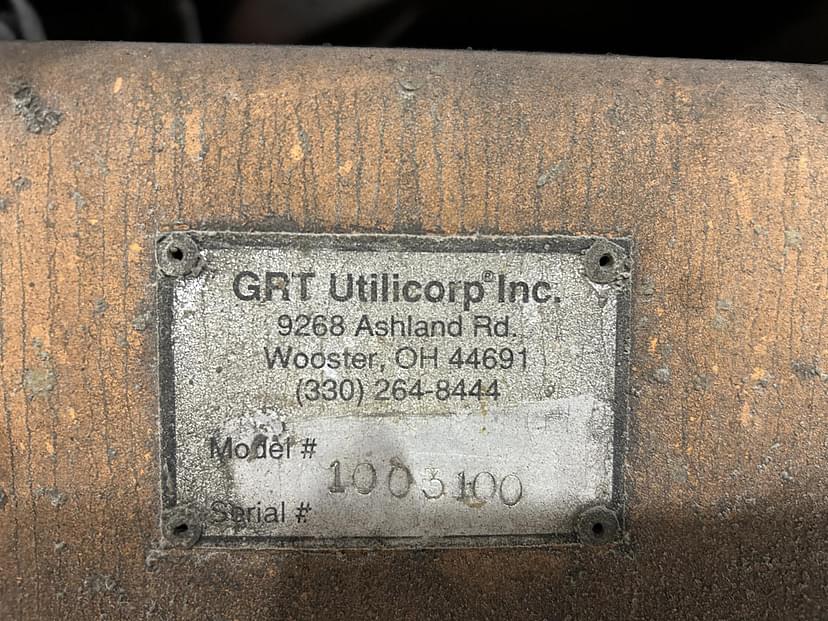 GRT Utilicorp® Inc.
9268 Ashland Rd.
Wooster, OH 44691
(330) 264-8444
Model #
1003100
Serial #